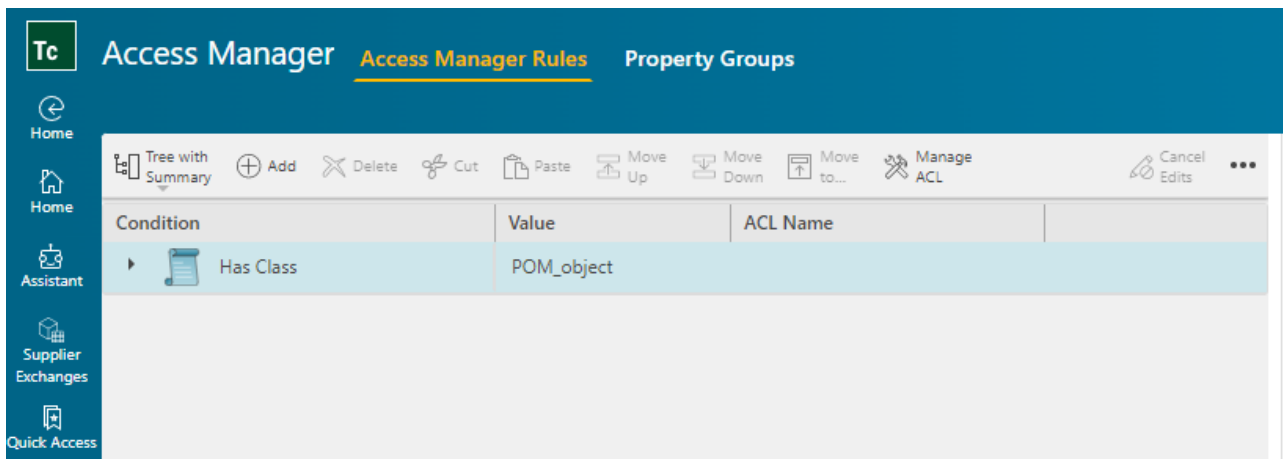 Tc
Access Manager
Access Manager Rules
Property Groups
Home
Home
Assistant
Supplier
Exchanges
Quick Access
Tree with
Summary
Add
Delete
Cut
Paste
Move
Up
Move
Down
Move
to...
Manage
ACL
Cancel
Edits
Condition
Value
ACL Name
Has Class
POM_object